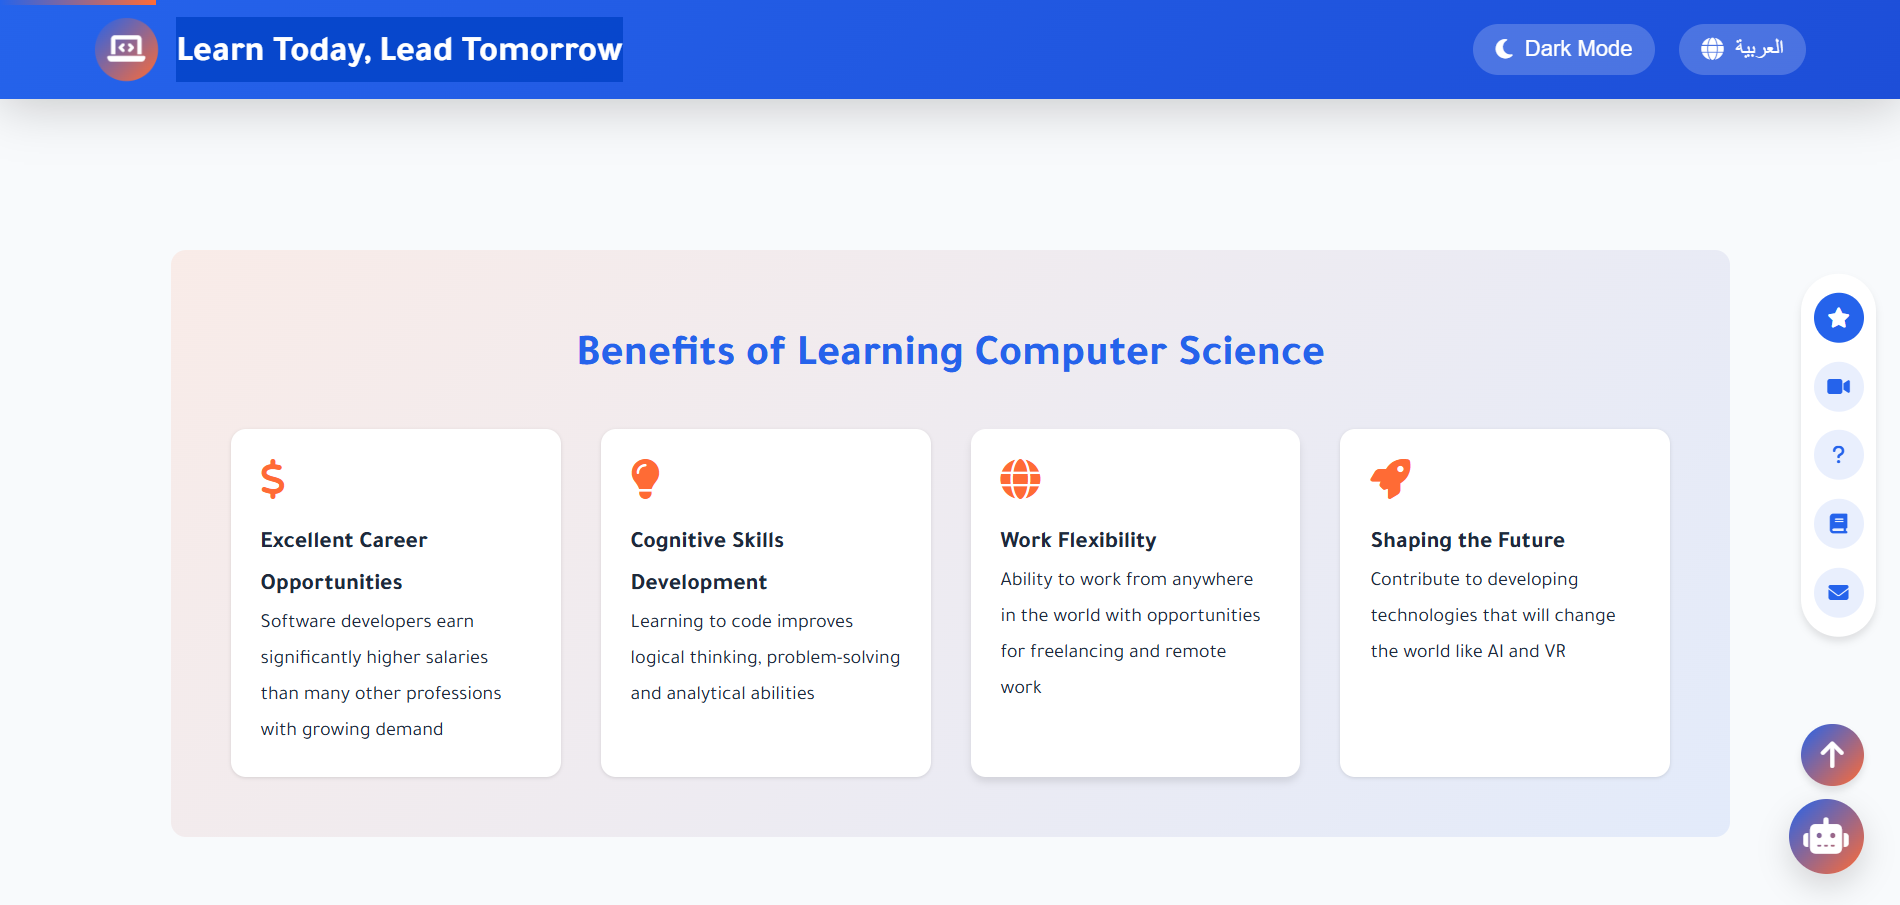 Learn Today, Lead Tomorrow
Dark Mode
العربية
Benefits of Learning Computer Science
Excellent Career
Opportunities
Software developers earn
significantly higher salaries
than many other professions
with growing demand
Cognitive Skills
Development
Learning to code improves
logical thinking, problem-solving
and analytical abilities
Work Flexibility
Ability to work from anywhere
in the world with opportunities
for freelancing and remote
work
Shaping the Future
Contribute to developing
technologies that will change
the world like AI and VR